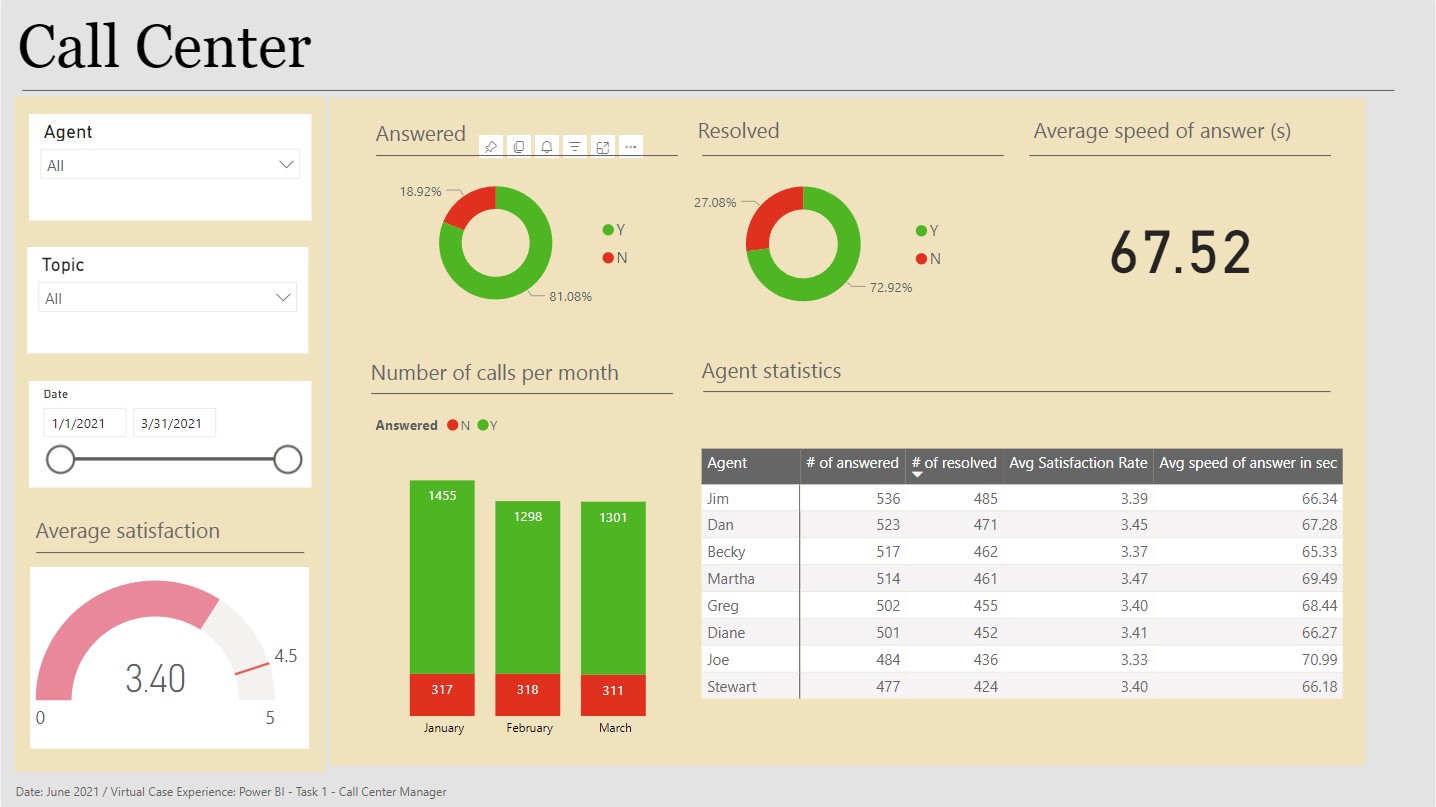 Call Center
Agent
All
Topic
All
Date
1/1/2021 3/31/2021
Average satisfaction
3.40
4.5
0 5
Answered
18.92%
81.08%
Y
N
Resolved
27.08%
72.92%
Y
N
Average speed of answer (s)
67.52
Number of calls per month
Answered N Y
1455 1298 1301
317 318 311
January February March
Agent statistics
Agent # of answered # of resolved Avg Satisfaction Rate Avg speed of answer in sec
Jim 536 485 3.39 66.34
Dan 523 471 3.45 67.28
Becky 517 462 3.37 65.33
Martha 514 461 3.47 69.49
Greg 502 455 3.40 68.44
Diane 501 452 3.41 66.27
Joe 484 436 3.33 70.99
Stewart 477 424 3.40 66.18
Date: June 2021 / Virtual Case Experience: Power BI - Task 1 - Call Center Manager